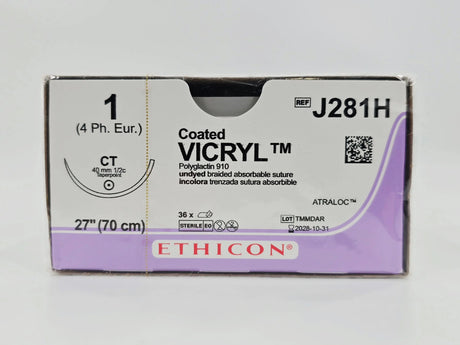 1
(4 Ph. Eur.)
CT
40 mm 1/2c
Taperpoint
27" (70 cm)
Coated
VICRYL™
Polyglactin 910
undyed braided absorbable suture
incolora trenzada sutura absorbible
36 x
STERILE EO
ETHICON®
REF J281H
ATRALOC™
LOT TMMDAR
2028-10-31